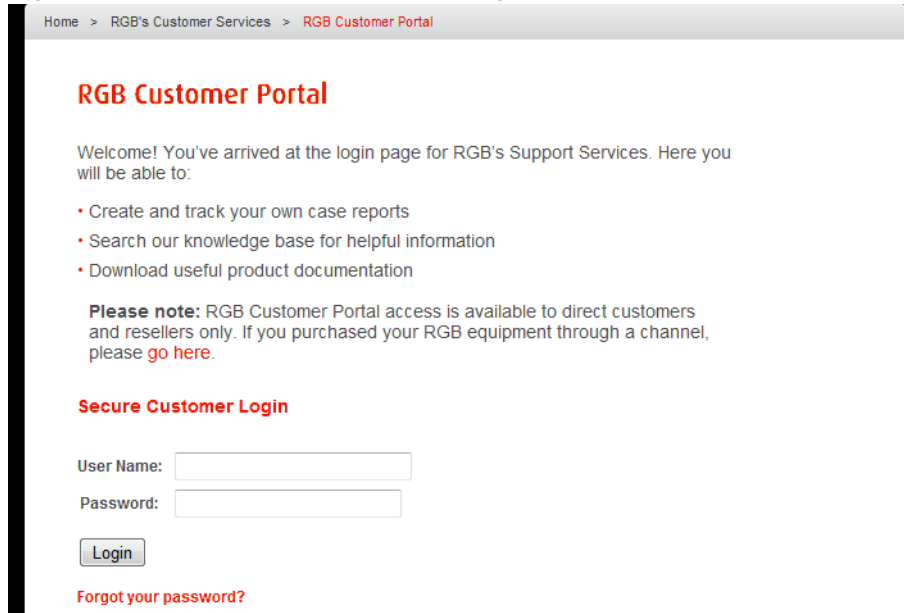 Home > RGB's Customer Services > RGB Customer Portal
RGB Customer Portal
Welcome! You've arrived at the login page for RGB's Support Services. Here you
will be able to:
• Create and track your own case reports
• Search our knowledge base for helpful information
• Download useful product documentation
Please note: RGB Customer Portal access is available to direct customers
and resellers only. If you purchased your RGB equipment through a channel,
please go here.
Secure Customer Login
User Name:
Password:
Login
Forgot your password?